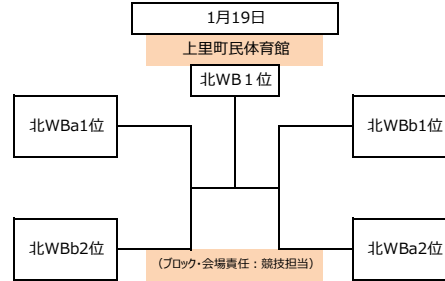 1月19日
上里町民体育館
北WB１位
北WBa1位
北WBb1位
北WBb2位
北WBa2位
(ブロック・会場責任：競技担当)